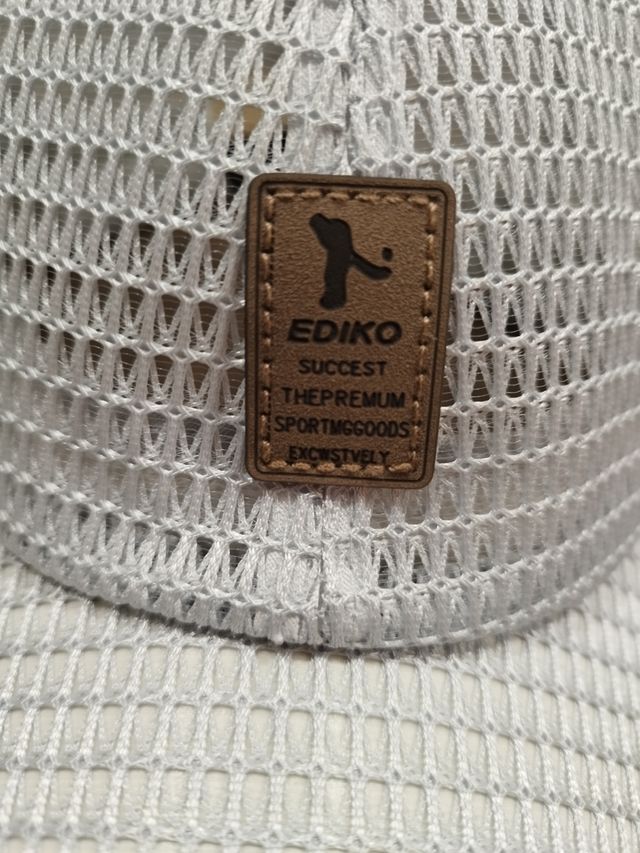 EDIKO
SUCCEST
THEPREMUM
SPORTMGGOODS
EXCWSTVELY